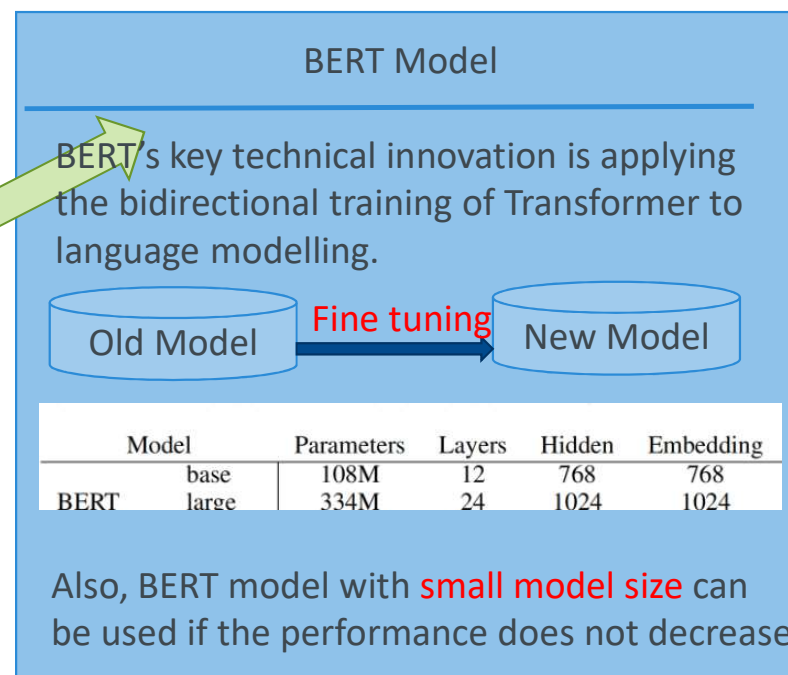 BERT Model
BERT's key technical innovation is applying
the bidirectional training of Transformer to
language modelling.
Old Model Fine tuning New Model
Model Parameters Layers Hidden Embedding
base 108M 12 768 768
BERT large 334M 24 1024 1024
Also, BERT model with small model size can
be used if the performance does not decrease